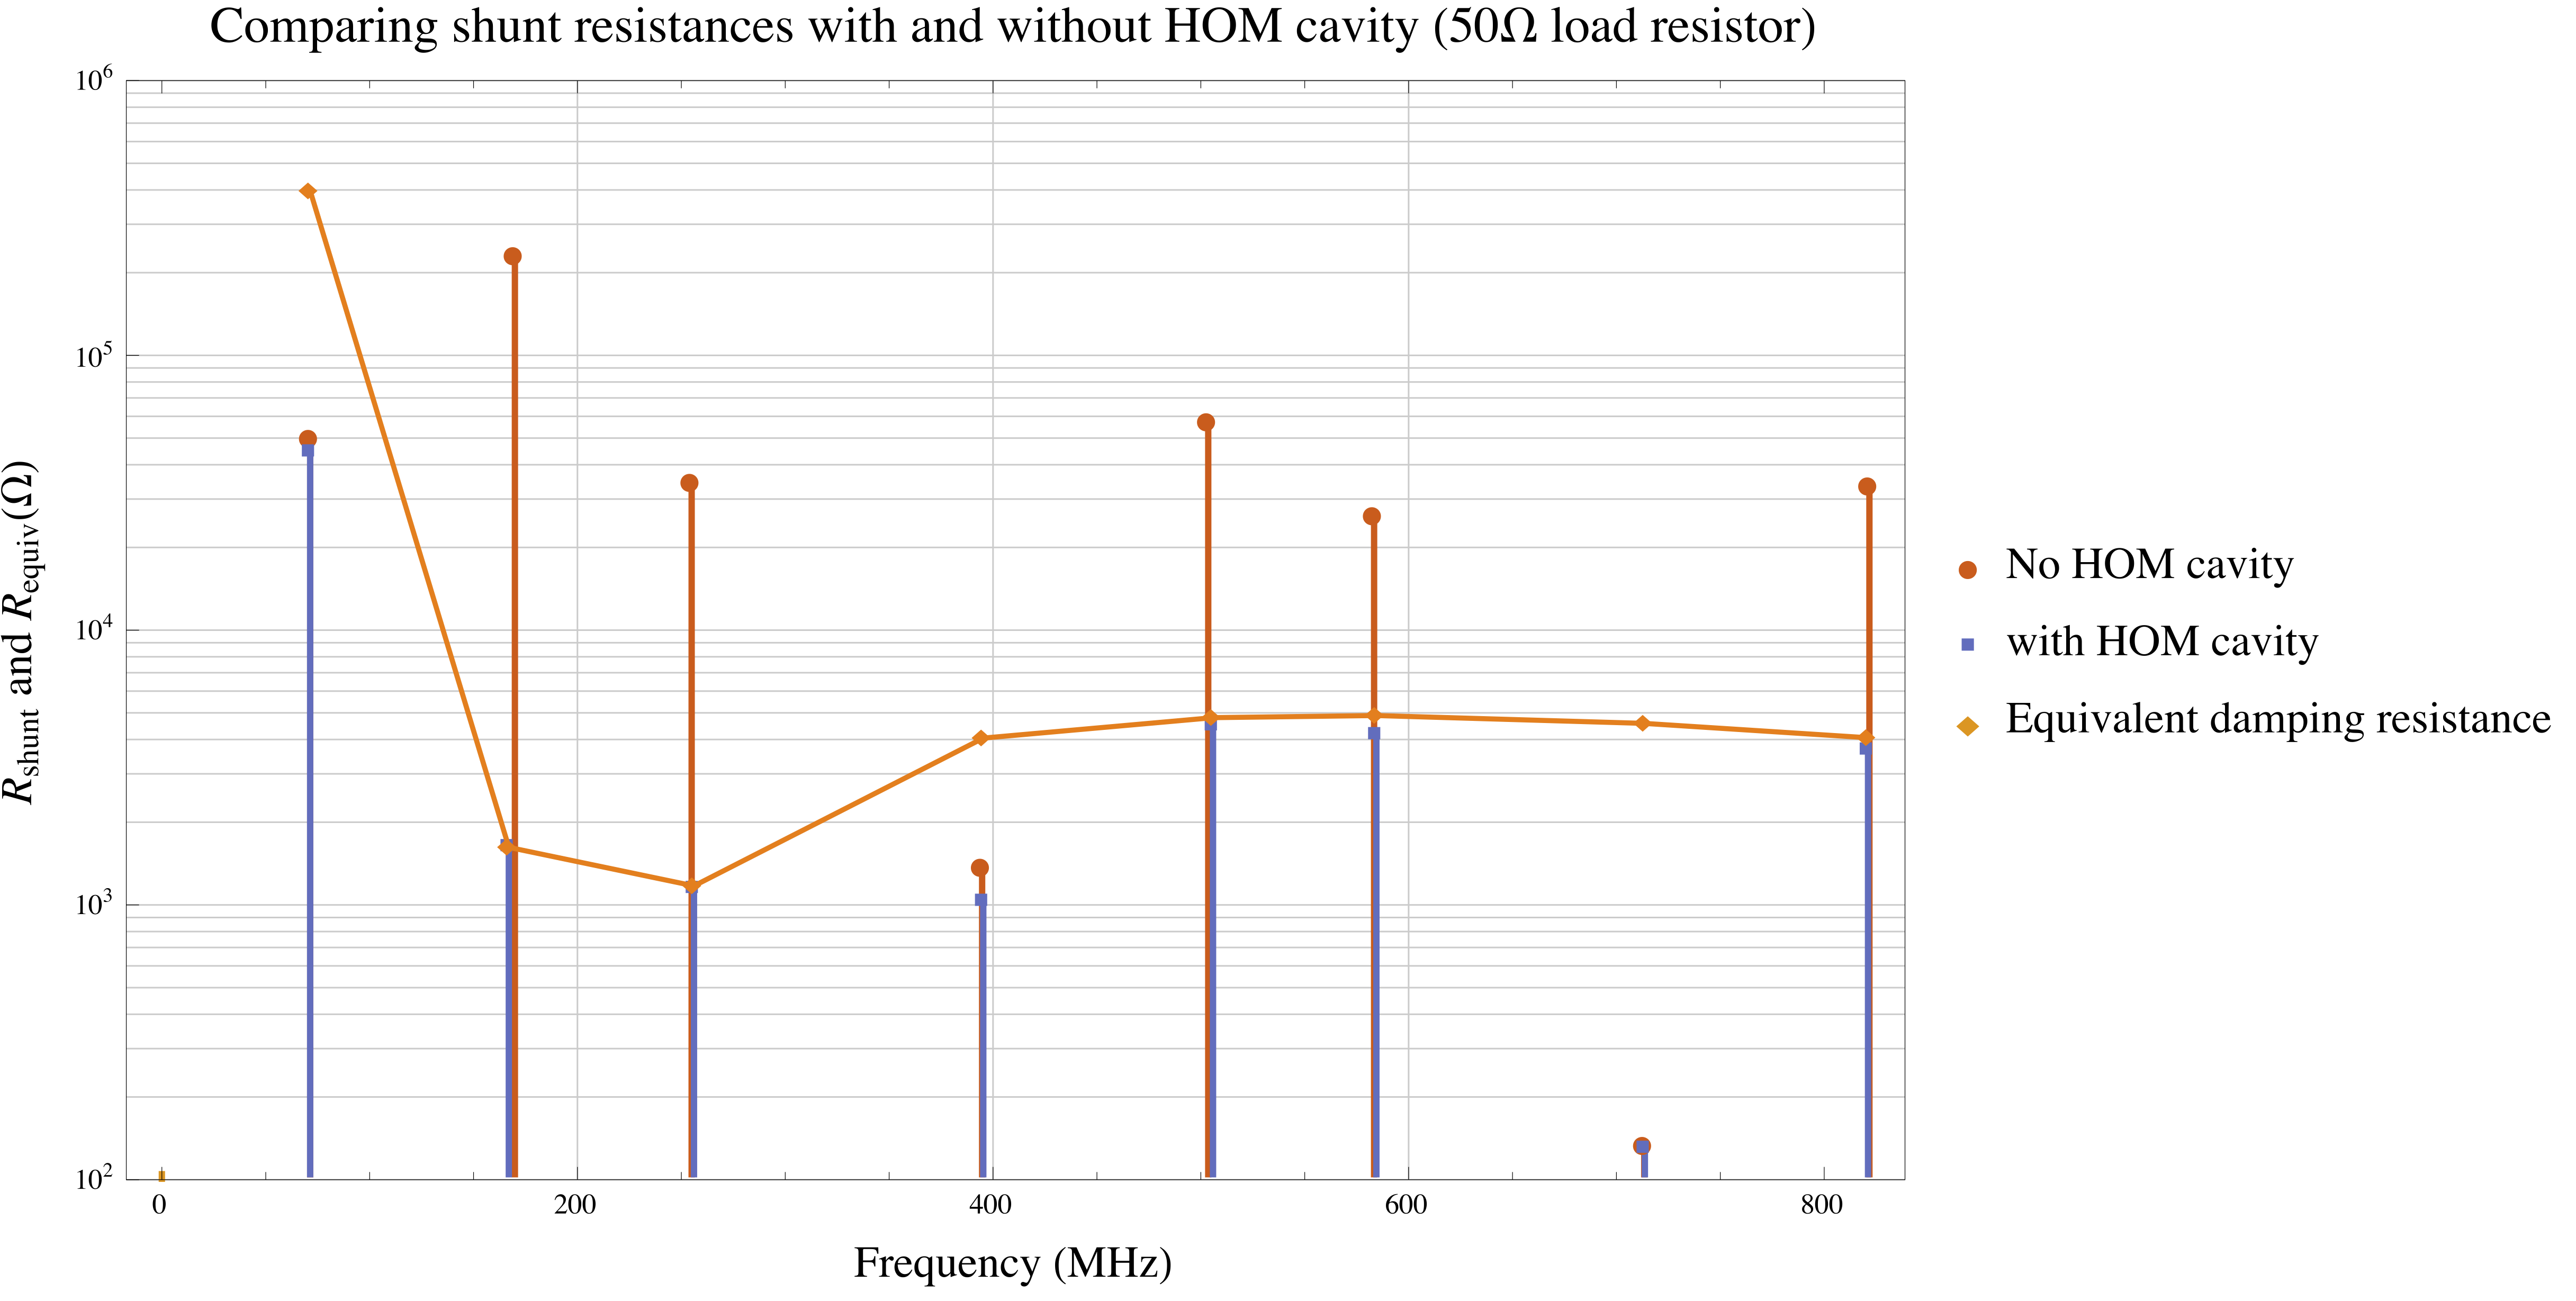 Comparing shunt resistances with and without HOM cavity (50Ω load resistor)
10^6
10^5
10^4
10^3
10^2
R_shunt and R_equiv(Ω)
0 200 400 600 800
Frequency (MHz)
No HOM cavity
with HOM cavity
Equivalent damping resistance